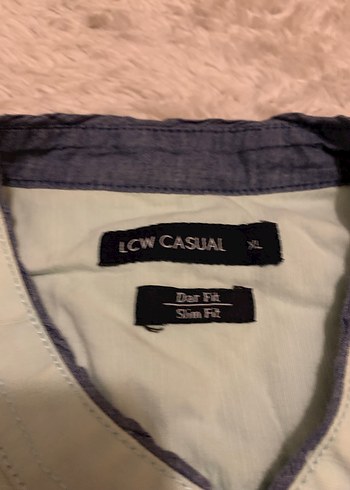 LCW CASUAL XL
Dar Fit
Slim Fit